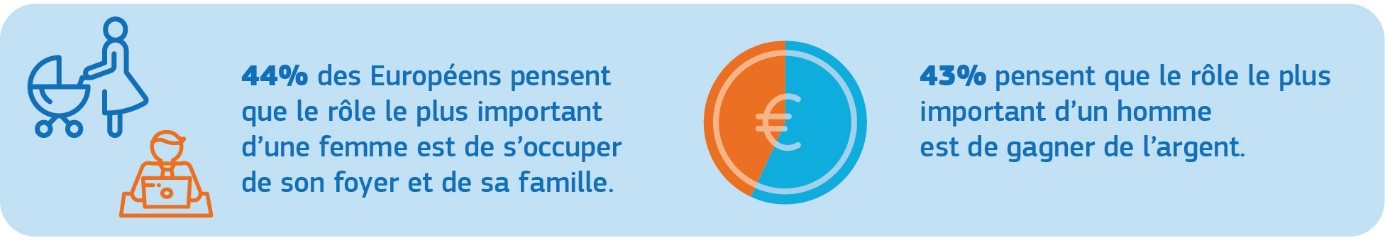 44% des Européens pensent
que le rôle le plus important
d’une femme est de s’occuper
de son foyer et de sa famille.
€
43% pensent que le rôle le plus
important d’un homme
est de gagner de l’argent.